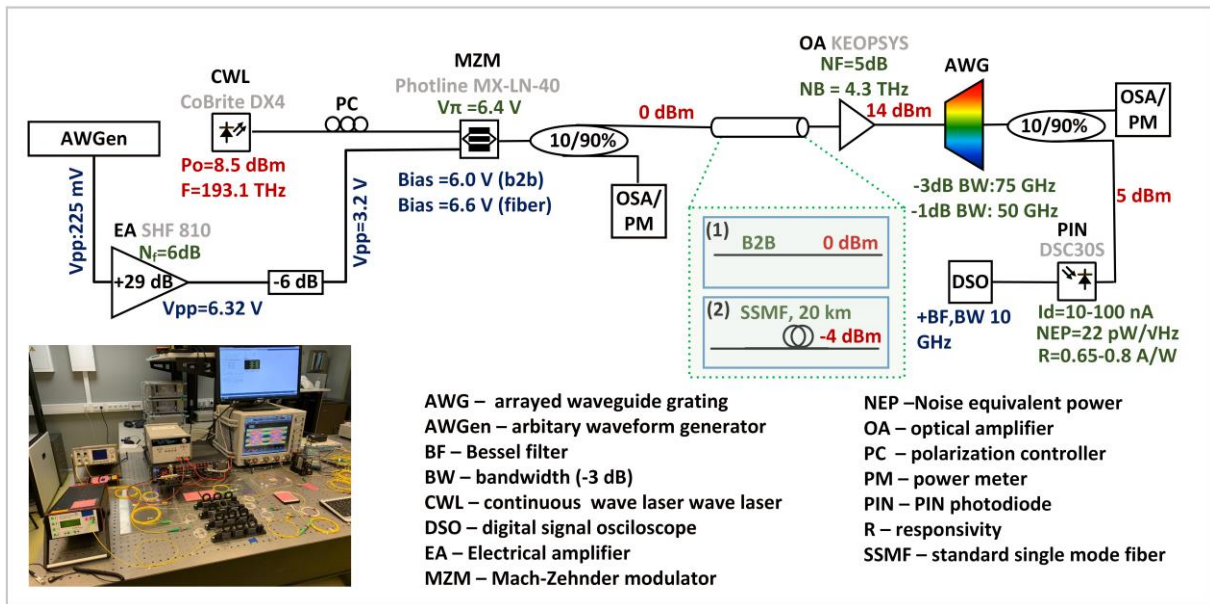 OA KEOPSYS
NF=5dB
NB = 4.3 THz
AWG
MZM
Photline MX-LN-40
Vπ =6.4 V
CWL
CoBrite DX4
PC
0 dBm
14 dBm
OSA/
PM
10/90%
AWGen
10/90%
Po=8.5 dBm
F=193.1 THz
Bias =6.0 V (b2b)
Bias =6.6 V (fiber)
OSA/
PM
-3dB BW:75 GHz
-1dB BW: 50 GHz
5 dBm
Vpp:225 mV
EA SHF 810
Nf=6dB
+29 dB
-6 dB
Vpp=3.2 V
Vpp=6.32 V
(1)
B2B
0 dBm
(2)
SSMF, 20 km
-4 dBm
PIN
DSC30S
DSO
+BF,BW 10
GHz
Id=10-100 nA
NEP=22 pW/√Hz
R=0.65-0.8 A/W
AWG – arrayed waveguide grating
AWGen – arbitary waveform generator
BF – Bessel filter
BW – bandwidth (-3 dB)
CWL – continuous wave laser wave laser
DSO – digital signal osciloscope
EA – Electrical amplifier
MZM – Mach-Zehnder modulator
NEP –Noise equivalent power
OA – optical amplifier
PC – polarization controller
PM – power meter
PIN – PIN photodiode
R – responsivity
SSMF – standard single mode fiber